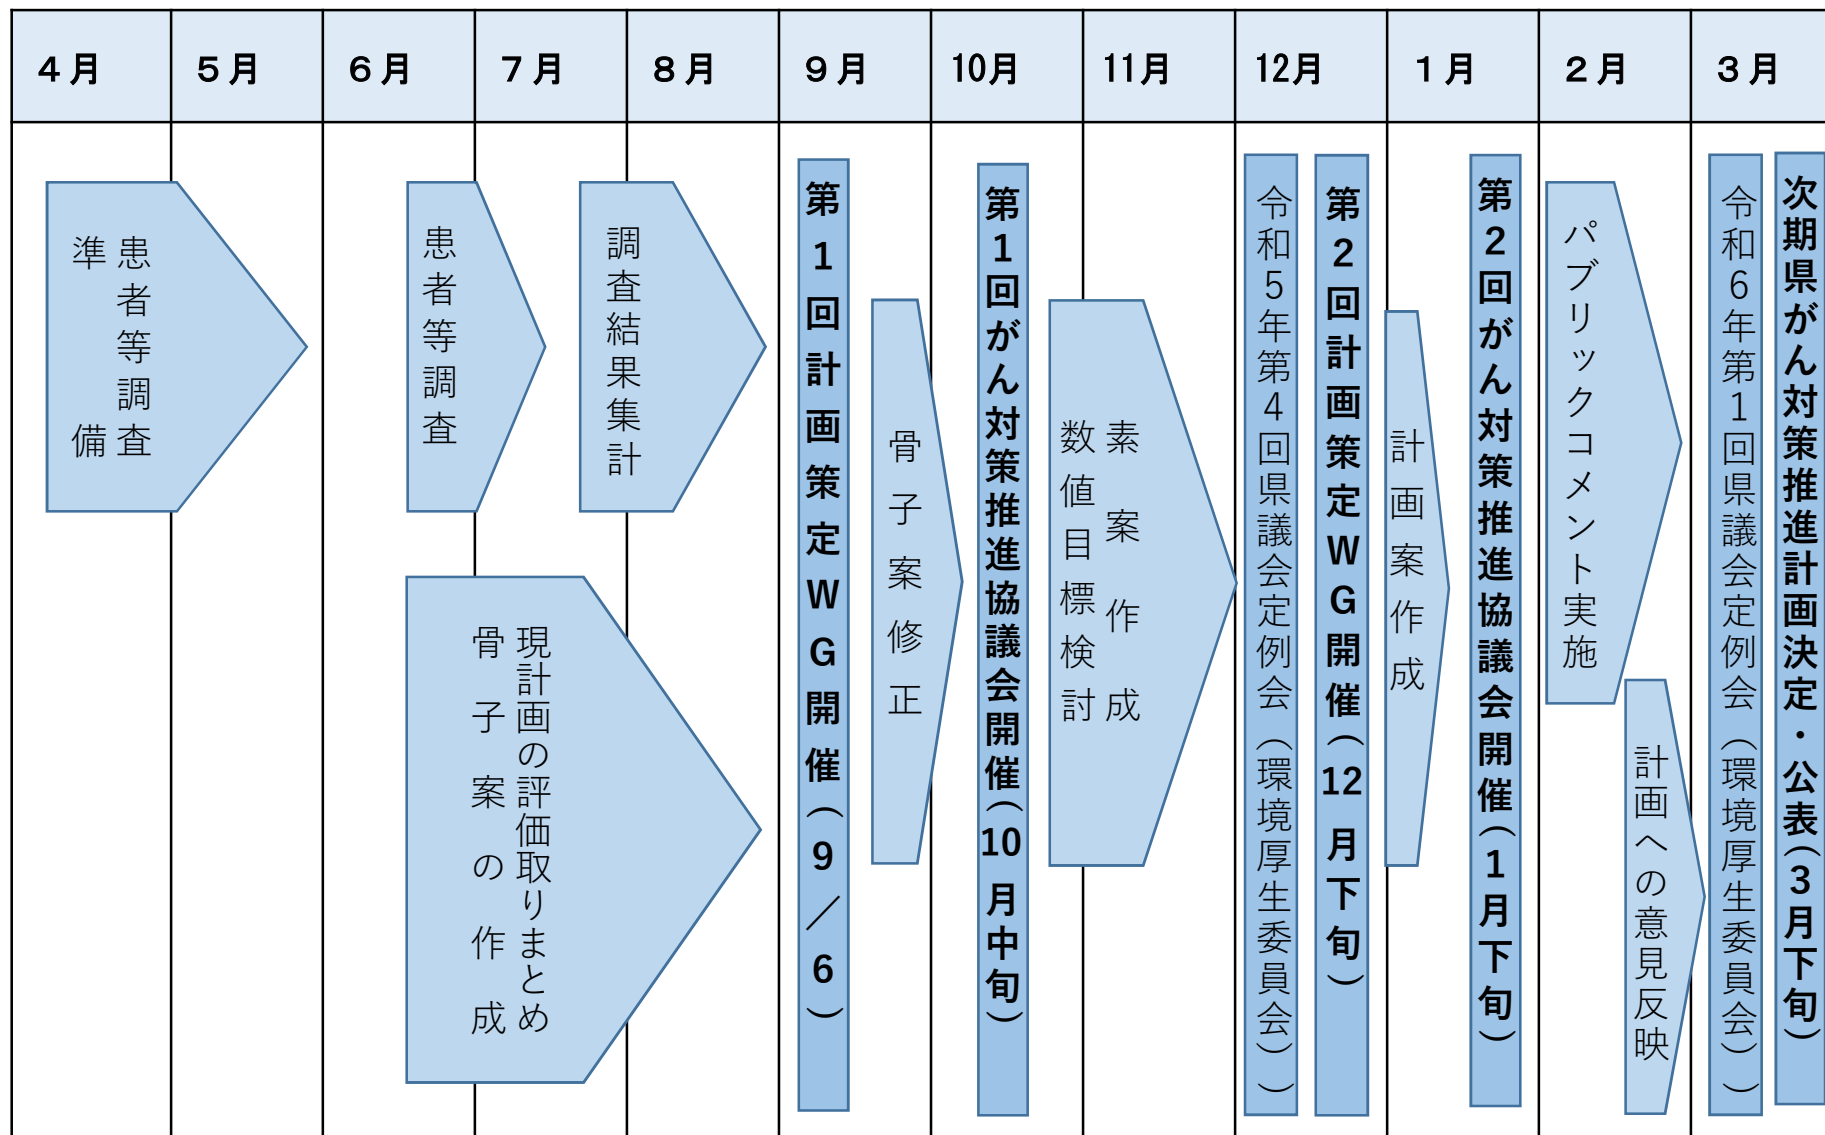 ４月
５月
６月
７月
８月
９月
10月
11月
12月
１月
２月
３月
患者等調査
準備
患者等調査
調査結果集計
現計画の評価取りまとめ
骨子案の作成
第１回計画策定ＷＧ開催（９／６）
骨子案修正
第１回がん対策推進協議会開催（10月中旬）
素案作成
数値目標検討
令和５年第４回県議会定例会（環境厚生委員会））
第２回計画策定ＷＧ開催（12月下旬）
計画案作成
第２回がん対策推進協議会開催（１月下旬）
パブリックコメント実施
計画への意見反映
令和６年第１回県議会定例会（環境厚生委員会））
次期県がん対策推進計画決定・公表（３月下旬）